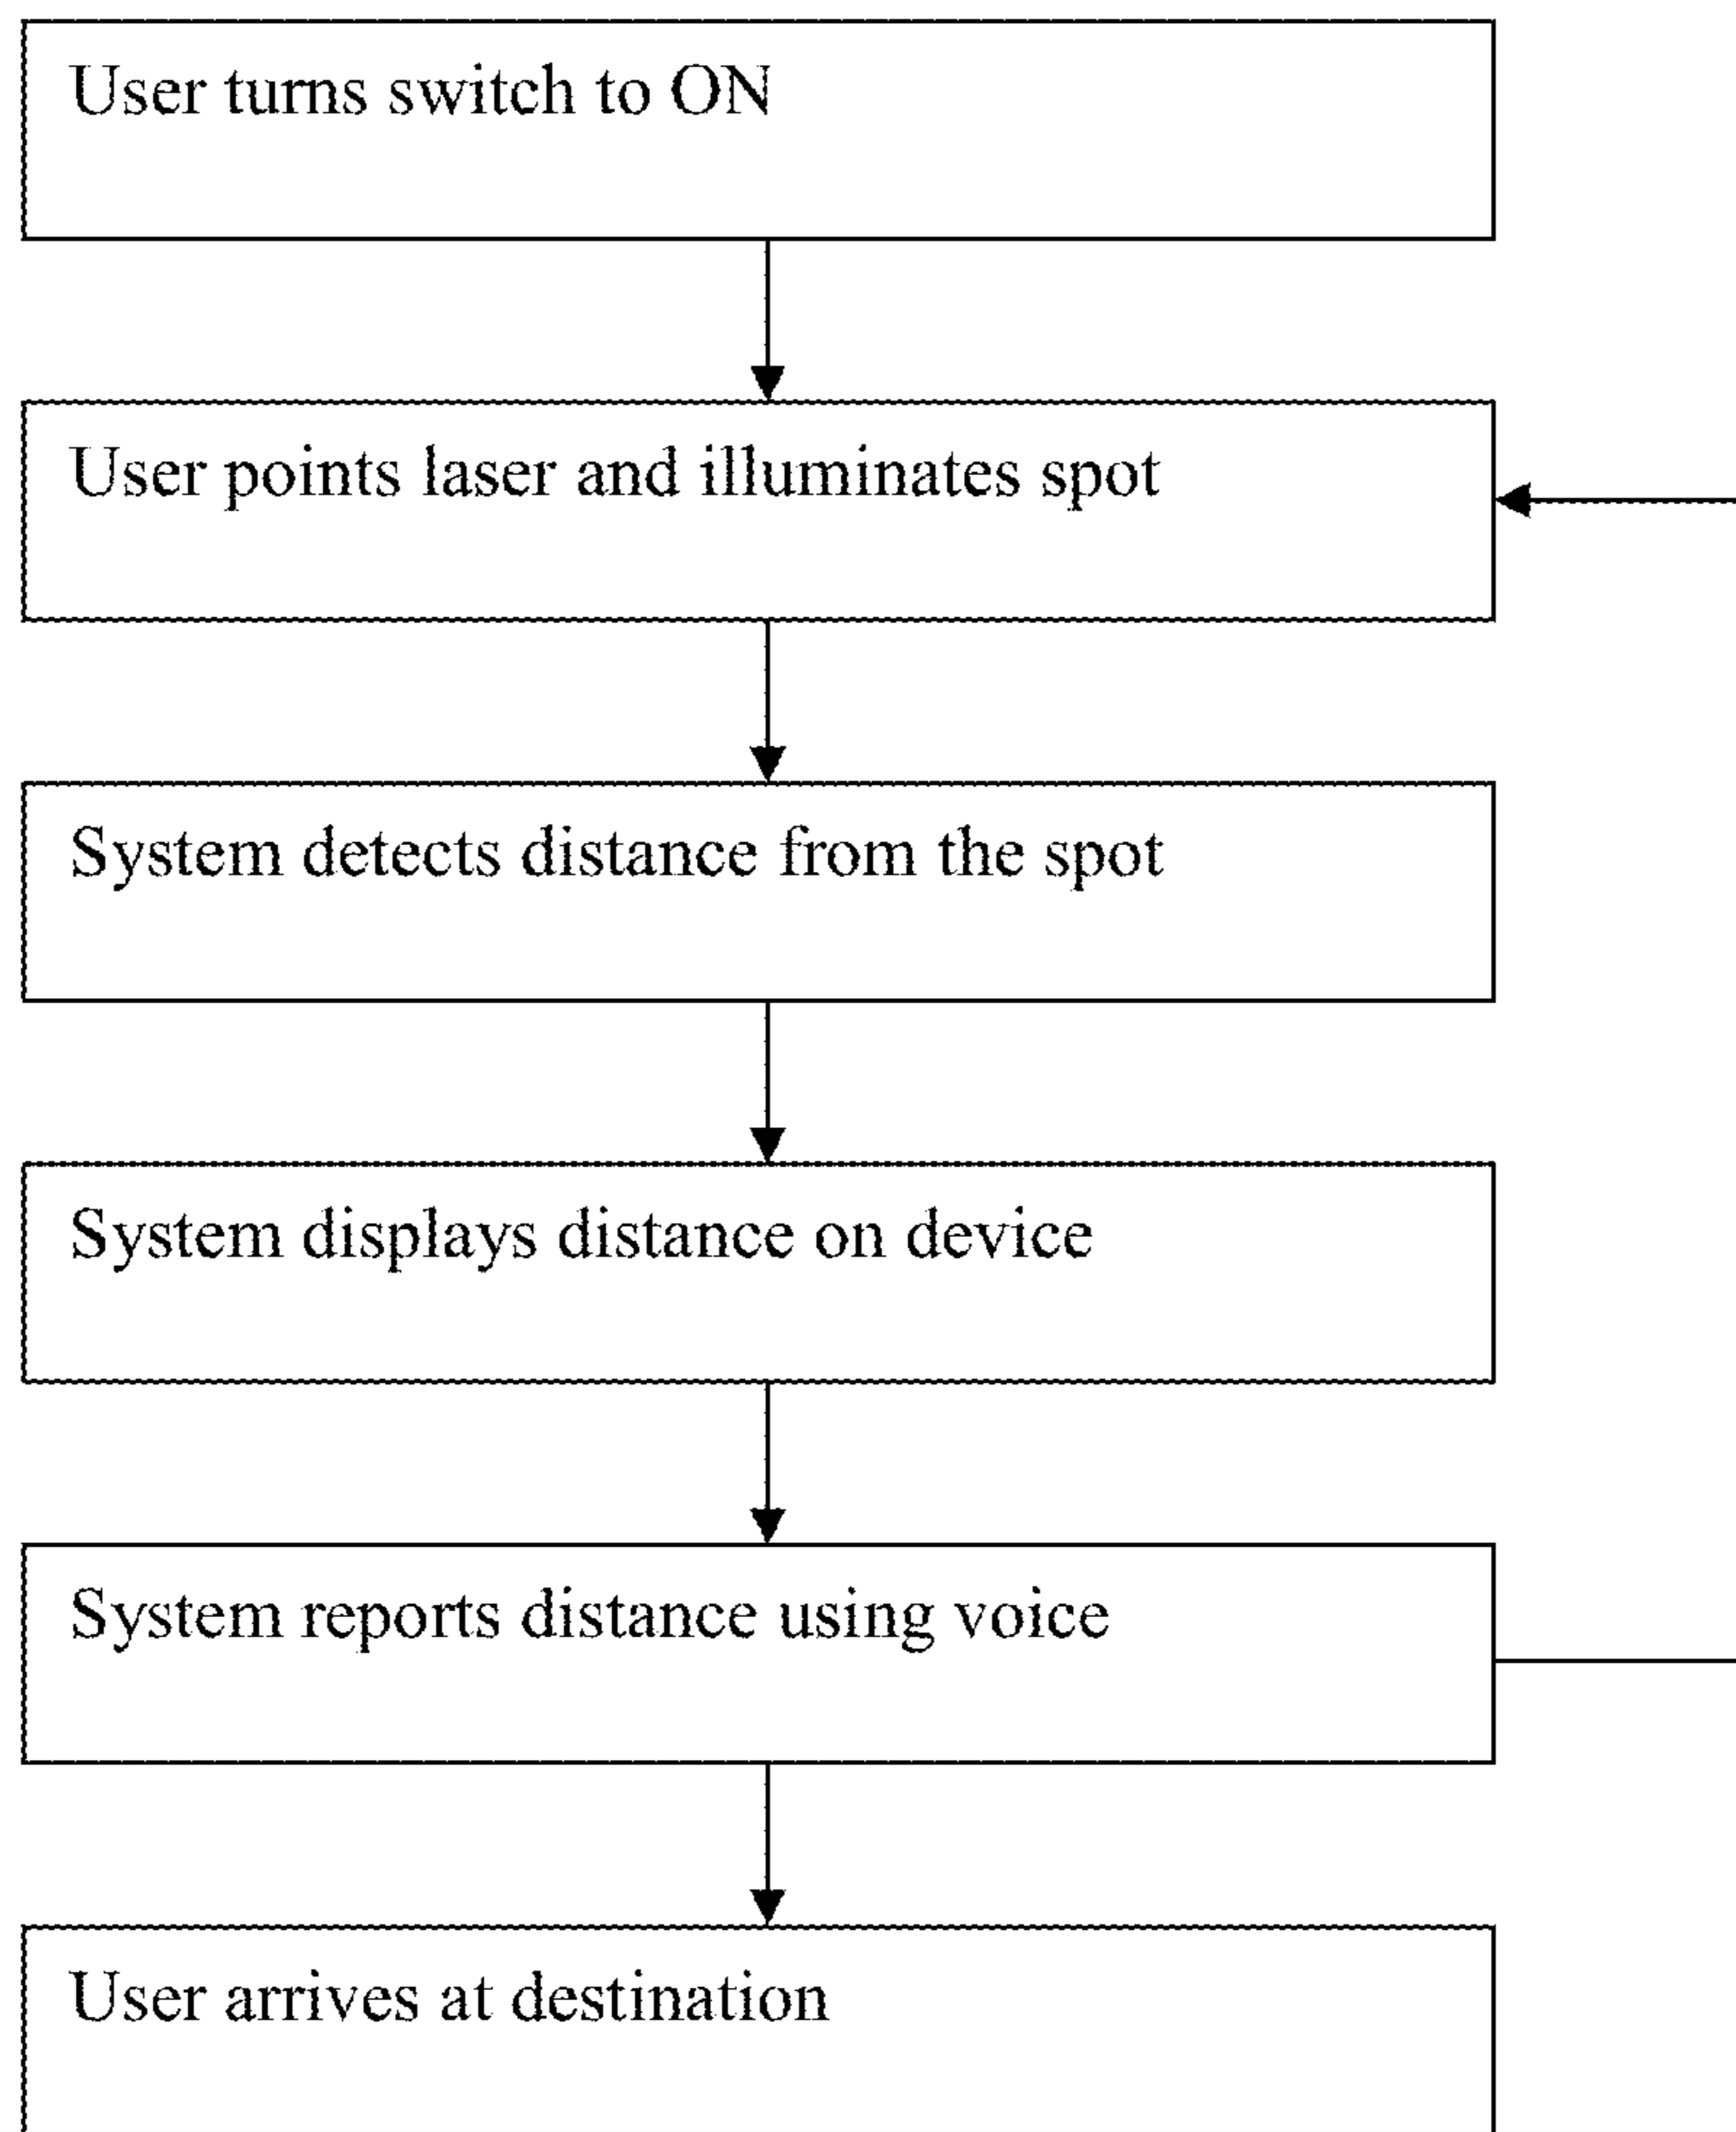 User turns switch to ON
User points laser and illuminates spot
System detects distance from the spot
System displays distance on device
System reports distance using voice
User arrives at destination